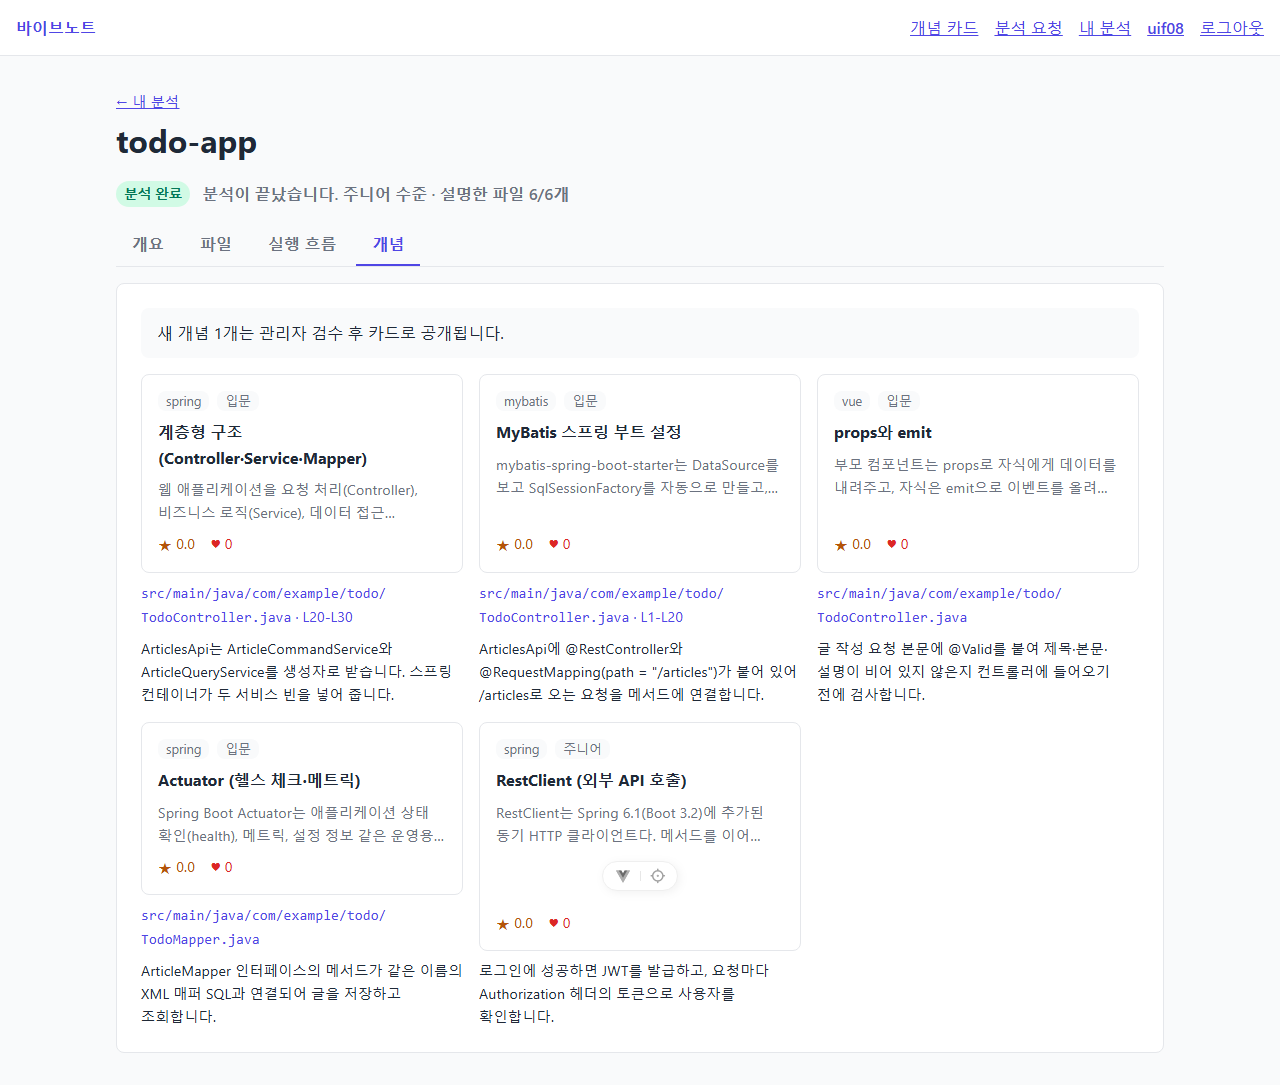 바이브노트
개념 카드 분석 요청 내 분석 uif08 로그아웃
← 내 분석
todo-app
분석 완료 분석이 끝났습니다. 주니어 수준 · 설명한 파일 6/6개
개요 파일 실행 흐름 개념
새 개념 1개는 관리자 검수 후 카드로 공개됩니다.
spring 입문
계층형 구조
(Controller·Service·Mapper)
웹 애플리케이션을 요청 처리(Controller),
비즈니스 로직(Service), 데이터 접근...
★ 0.0 ♥ 0
src/main/java/com/example/todo/
TodoController.java · L20-L30
ArticlesApi는 ArticleCommandService와
ArticleQueryService를 생성자로 받습니다. 스프링
컨테이너가 두 서비스 빈을 넣어 줍니다.
mybatis 입문
MyBatis 스프링 부트 설정
mybatis-spring-boot-starter는 DataSource를
보고 SqlSessionFactory를 자동으로 만들고,...
★ 0.0 ♥ 0
src/main/java/com/example/todo/
TodoController.java · L1-L20
ArticlesApi에 @RestController와
@RequestMapping(path = "/articles")가 붙어 있어
/articles로 오는 요청을 메서드에 연결합니다.
vue 입문
props와 emit
부모 컴포넌트는 props로 자식에게 데이터를
내려주고, 자식은 emit으로 이벤트를 올려...
★ 0.0 ♥ 0
src/main/java/com/example/todo/
TodoController.java
글 작성 요청 본문에 @Valid를 붙여 제목·본문·
설명이 비어 있지 않은지 컨트롤러에 들어오기
전에 검사합니다.
spring 입문
Actuator (헬스 체크·메트릭)
Spring Boot Actuator는 애플리케이션 상태
확인(health), 메트릭, 설정 정보 같은 운영용...
★ 0.0 ♥ 0
src/main/java/com/example/todo/
TodoMapper.java
ArticleMapper 인터페이스의 메서드가 같은 이름의
XML 매퍼 SQL과 연결되어 글을 저장하고
조회합니다.
spring 주니어
RestClient (외부 API 호출)
RestClient는 Spring 6.1(Boot 3.2)에 추가된
동기 HTTP 클라이언트다. 메서드를 이어...
★ 0.0 ♥ 0
로그인에 성공하면 JWT를 발급하고, 요청마다
Authorization 헤더의 토큰으로 사용자를
확인합니다.